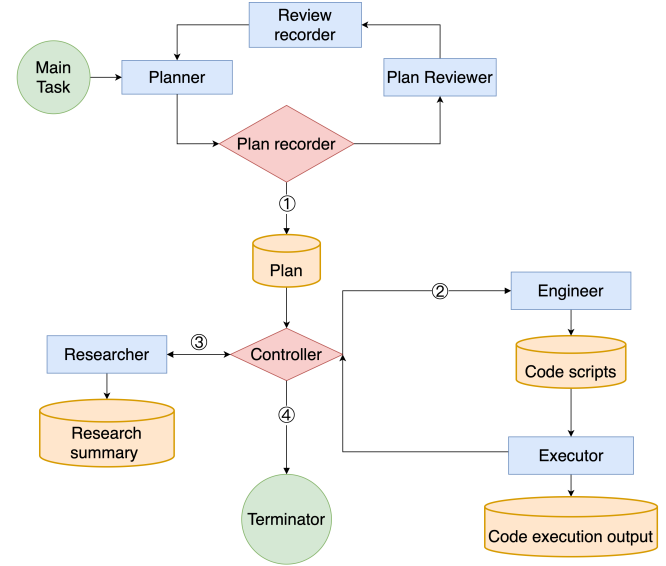 Review
recorder
Main
Task
Planner
Plan Reviewer
Plan recorder
①
Plan
②
Engineer
Researcher
③
Controller
Code scripts
④
Research
summary
Executor
Terminator
Code execution output